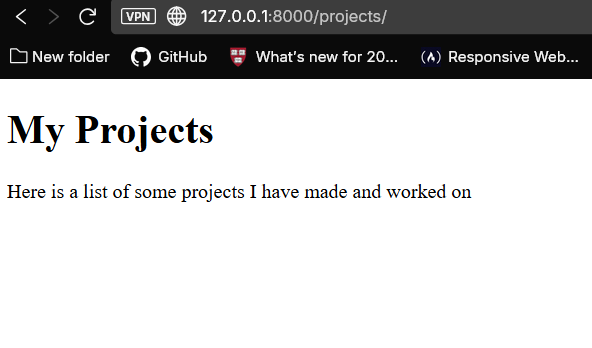 VPN 127.0.0.1:8000/projects/
New folder GitHub What's new for 20... Responsive Web...
My Projects
Here is a list of some projects I have made and worked on